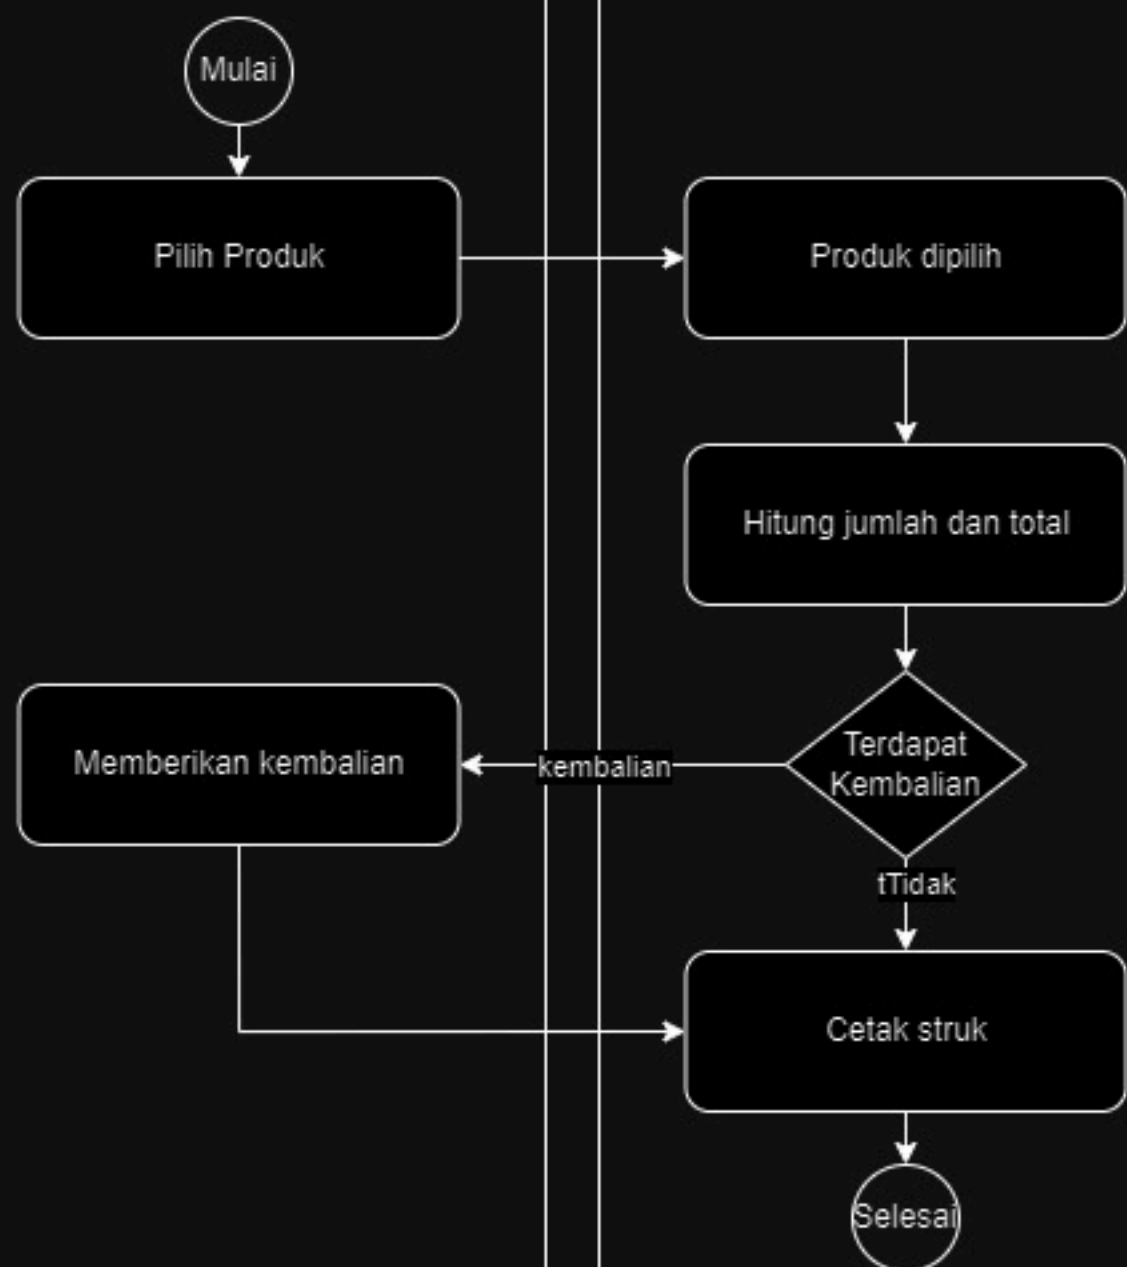 Mulai
Pilih Produk
Produk dipilih
Hitung jumlah dan total
Terdapat
Kembalian
kembalian
Memberikan kembalian
tTidak
Cetak struk
Selesai